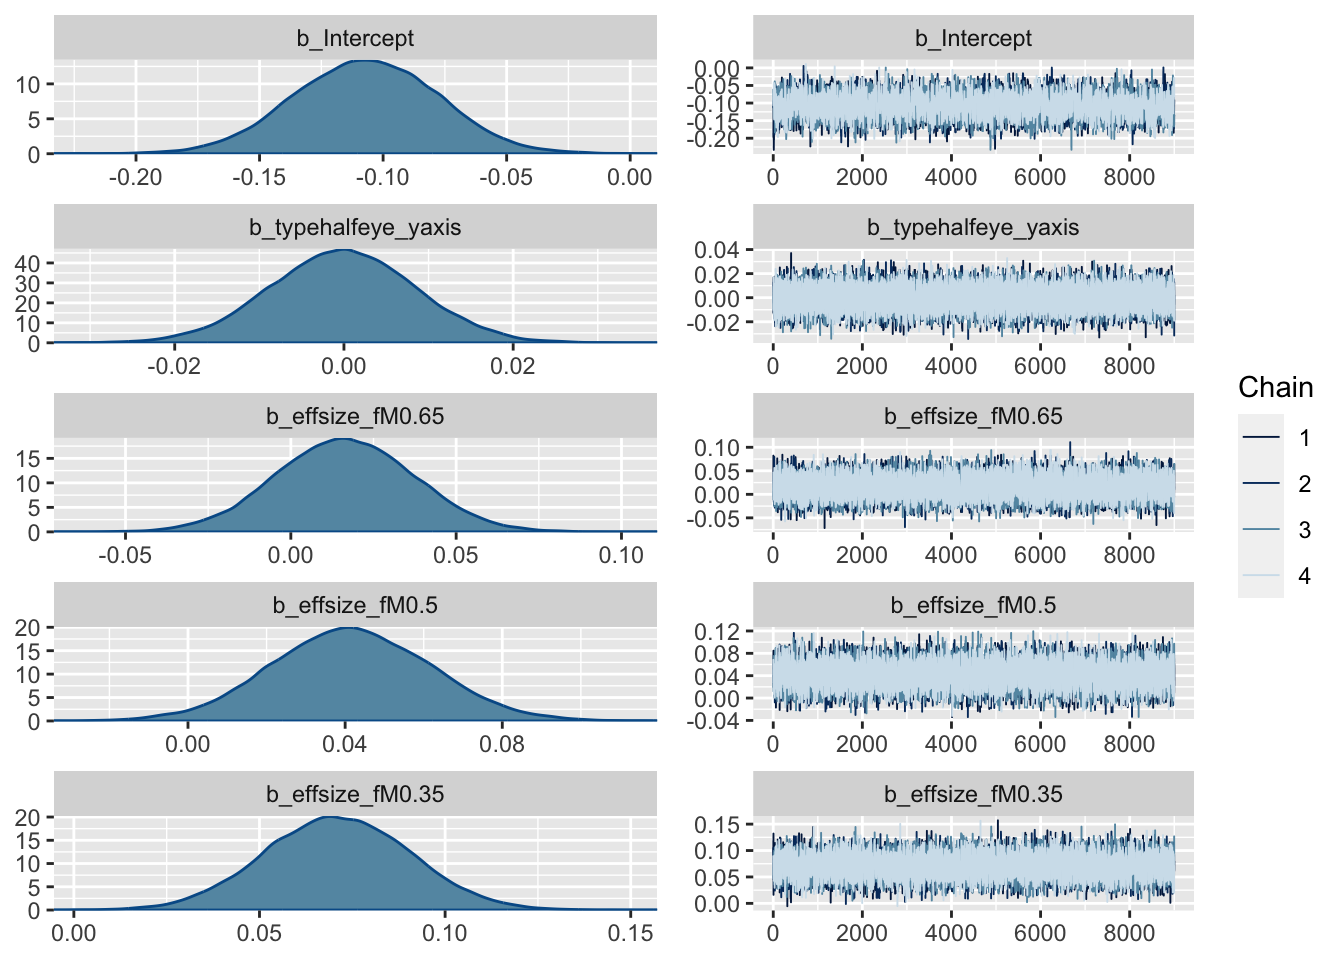 b_Intercept
10
5
0
-0.20 -0.15 -0.10 -0.05 0.00
b_Intercept
0.00
-0.05
-0.10
-0.15
-0.20
0 2000 4000 6000 8000
b_typehalfeye_yaxis
40
30
20
10
0
-0.02 0.00 0.02
b_typehalfeye_yaxis
0.04
0.02
0.00
-0.02
0 2000 4000 6000 8000
b_effsize_fM0.65
15
10
5
0
-0.05 0.00 0.05 0.10
b_effsize_fM0.65
0.10
0.05
0.00
-0.05
0 2000 4000 6000 8000
b_effsize_fM0.5
20
15
10
5
0
0.00 0.04 0.08
b_effsize_fM0.5
0.12
0.08
0.04
0.00
-0.04
0 2000 4000 6000 8000
b_effsize_fM0.35
20
15
10
5
0
0.00 0.05 0.10 0.15
b_effsize_fM0.35
0.15
0.10
0.05
0.00
0 2000 4000 6000 8000
Chain
1
2
3
4